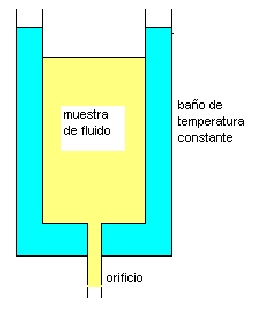 muestra
de fluido
baño de
temperatura
constante
orificio